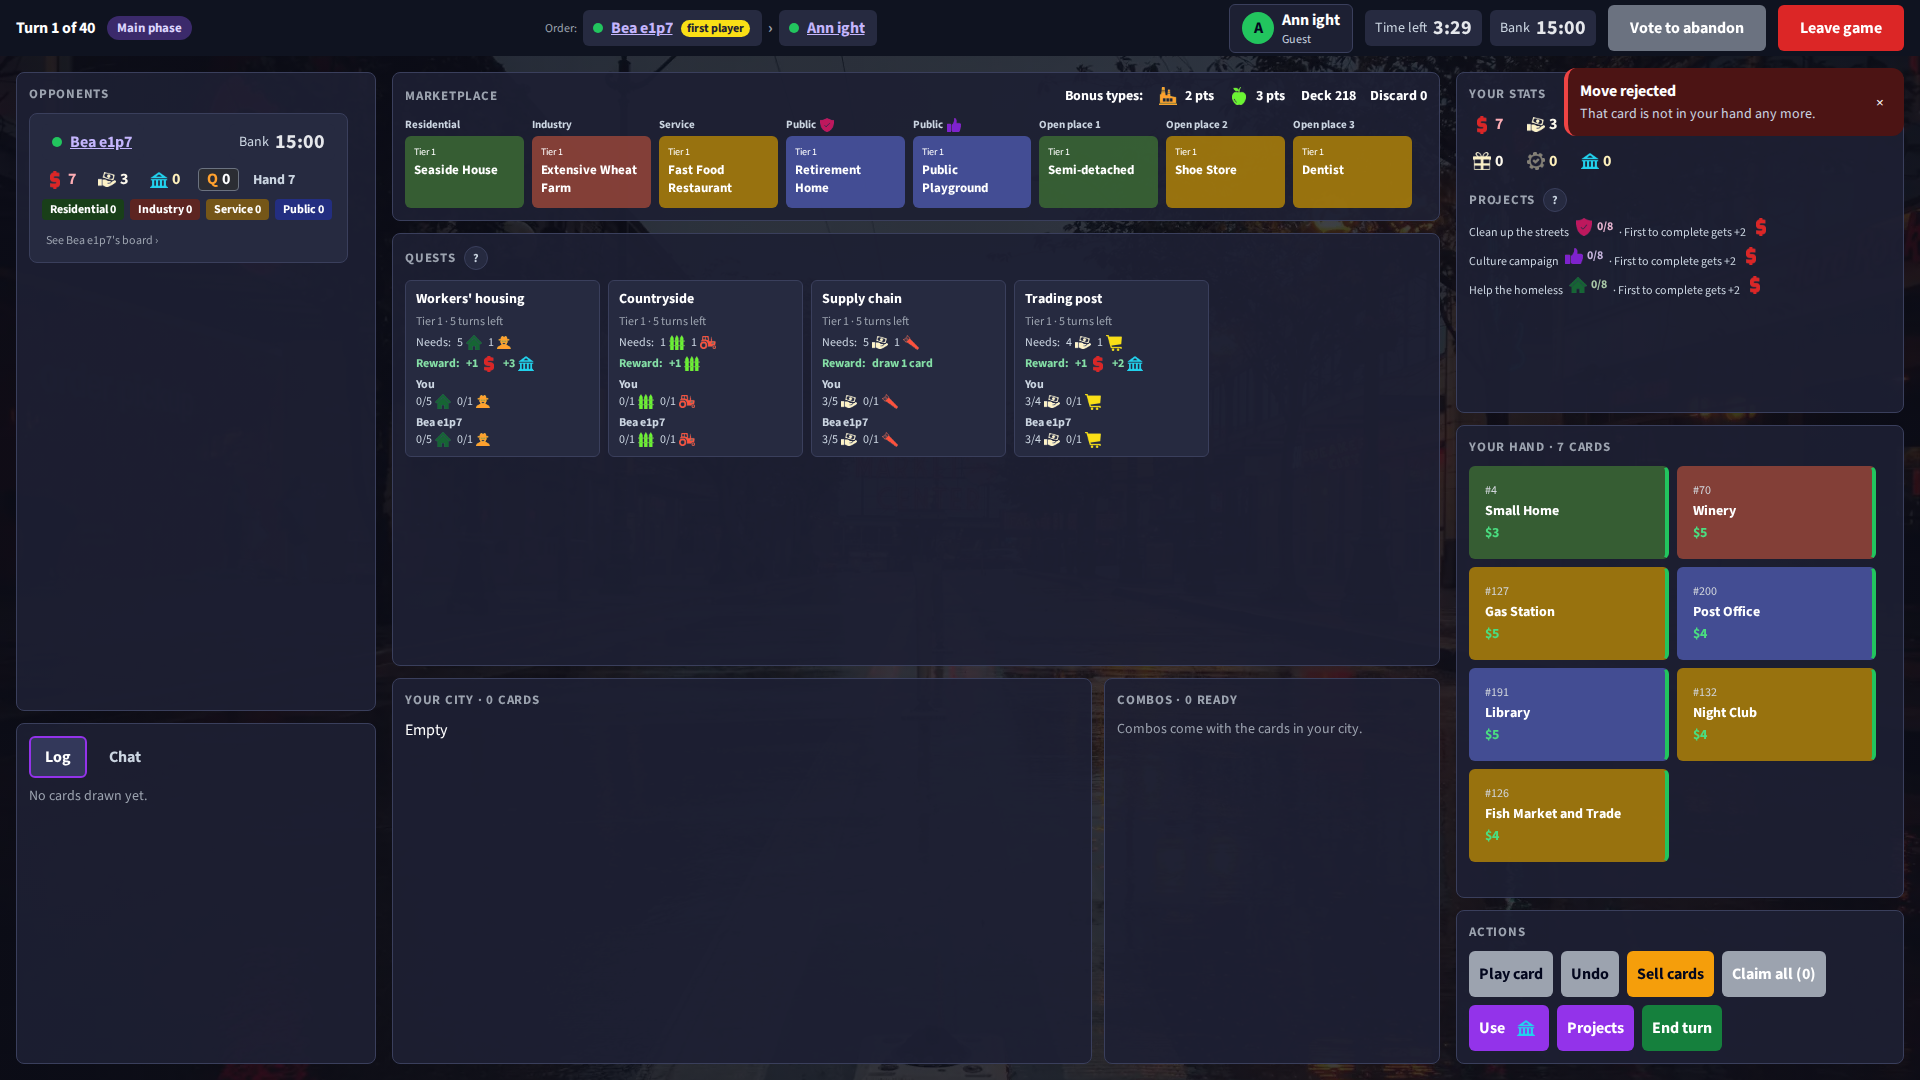 Turn 1 of 40
Main phase
Order:
Bea e1p7 first player
›
Ann ight
A
Ann ight
Guest
Time left 3:29
Bank 15:00
Vote to abandon
Leave game
OPPONENTS
Bea e1p7
Bank 15:00
7 3 0 Q 0 Hand 7
Residential 0 Industry 0 Service 0 Public 0
See Bea e1p7's board ›
Log
Chat
No cards drawn yet.
MARKETPLACE
Bonus types: 2 pts 3 pts Deck 218 Discard 0
Residential
Tier 1
Seaside House
Industry
Tier 1
Extensive Wheat
Farm
Service
Tier 1
Fast Food
Restaurant
Public
Tier 1
Retirement
Home
Public
Tier 1
Public
Playground
Open place 1
Tier 1
Semi-detached
Open place 2
Tier 1
Shoe Store
Open place 3
Tier 1
Dentist
QUESTS ?
Workers' housing
Tier 1 · 5 turns left
Needs: 5 1
Reward: +1 +3
You
0/5 0/1
Bea e1p7
0/5 0/1
Countryside
Tier 1 · 5 turns left
Needs: 1 1
Reward: +1
You
0/1 0/1
Bea e1p7
0/1 0/1
Supply chain
Tier 1 · 5 turns left
Needs: 5 1
Reward: draw 1 card
You
3/5 0/1
Bea e1p7
3/5 0/1
Trading post
Tier 1 · 5 turns left
Needs: 4 1
Reward: +1 +2
You
3/4 0/1
Bea e1p7
3/4 0/1
YOUR CITY · 0 CARDS
Empty
COMBOS · 0 READY
Combos come with the cards in your city.
YOUR STATS
7 3
0 0 0
Move rejected
That card is not in your hand any more.
×
PROJECTS ?
Clean up the streets 0/8 · First to complete gets +2
Culture campaign 0/8 · First to complete gets +2
Help the homeless 0/8 · First to complete gets +2
YOUR HAND · 7 CARDS
#4
Small Home
$3
#70
Winery
$5
#127
Gas Station
$5
#200
Post Office
$4
#191
Library
$5
#132
Night Club
$4
#126
Fish Market and Trade
$4
ACTIONS
Play card
Undo
Sell cards
Claim all (0)
Use
Projects
End turn